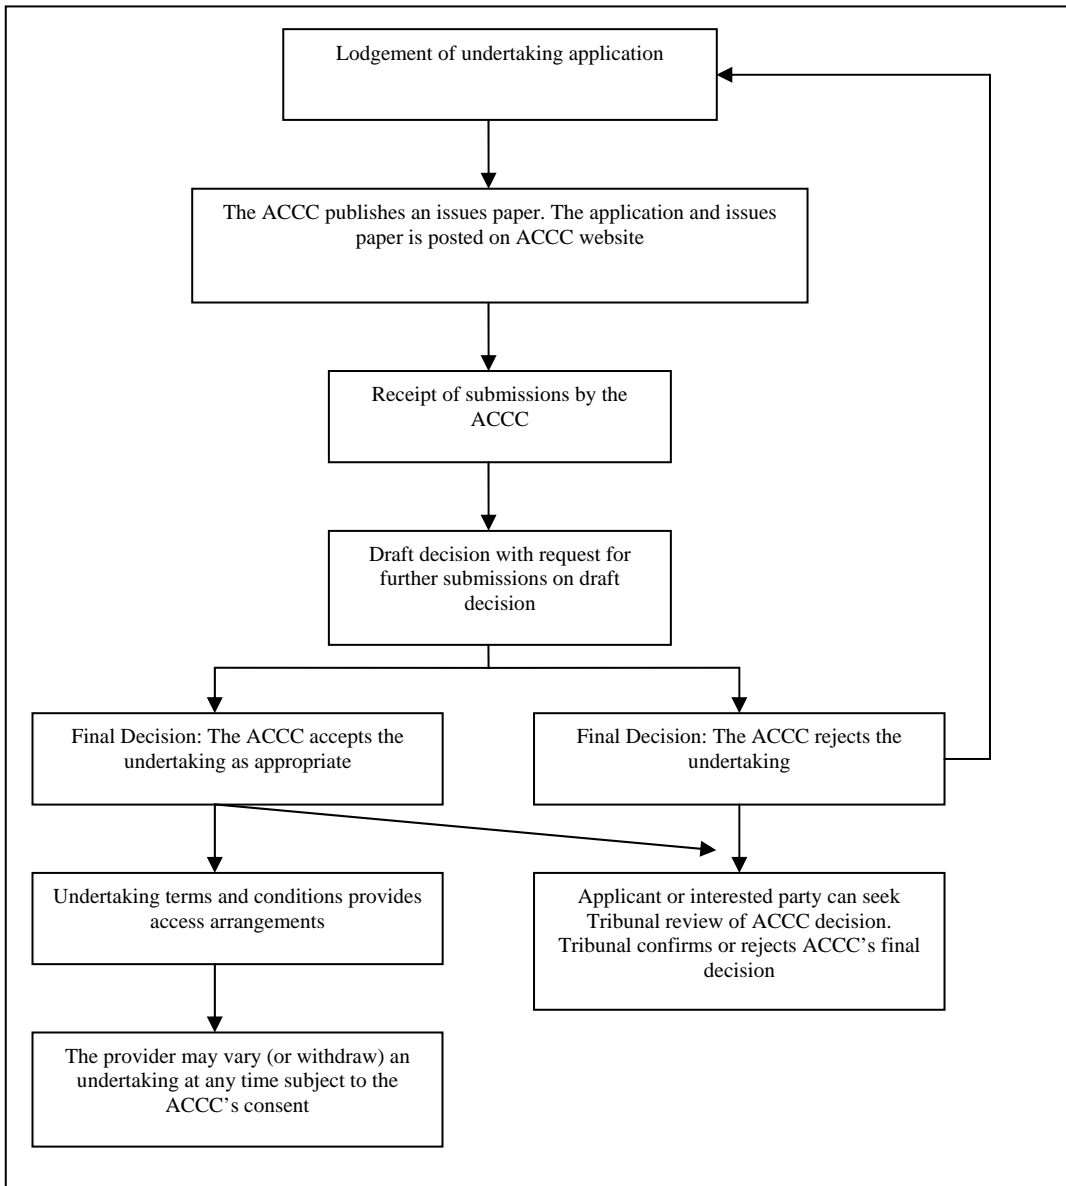 Lodgement of undertaking application
The ACCC publishes an issues paper. The application and issues
paper is posted on ACCC website
Receipt of submissions by the
ACCC
Draft decision with request for
further submissions on draft
decision
Final Decision: The ACCC accepts the
undertaking as appropriate
Final Decision: The ACCC rejects the
undertaking
Undertaking terms and conditions provides
access arrangements
Applicant or interested party can seek
Tribunal review of ACCC decision.
Tribunal confirms or rejects ACCC’s final
decision
The provider may vary (or withdraw) an
undertaking at any time subject to the
ACCC’s consent